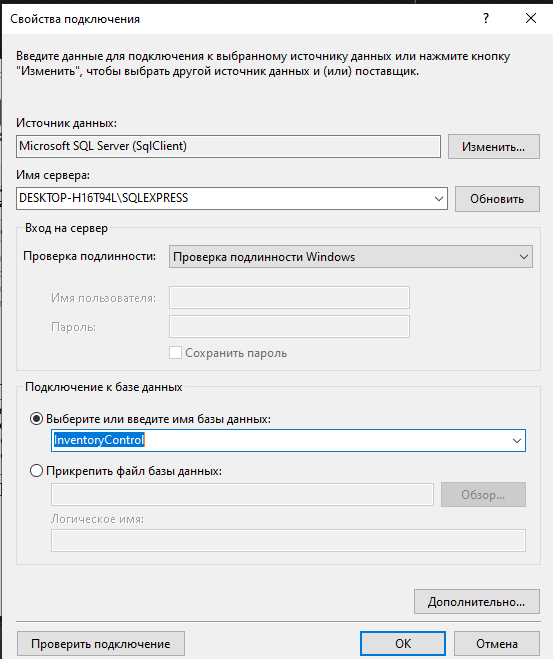 Свойства подключения
Введите данные для подключения к выбранному источнику данных или нажмите кнопку
"Изменить", чтобы выбрать другой источник данных и (или) поставщик.
Источник данных:
Microsoft SQL Server (SqlClient)
Изменить...
Имя сервера:
DESKTOP-H16T94L\SQLEXPRESS
Обновить
Вход на сервер
Проверка подлинности:
Проверка подлинности Windows
Имя пользователя:
Пароль:
Сохранить пароль
Подключение к базе данных
Выберите или введите имя базы данных:
InventoryControl
Прикрепить файл базы данных:
Обзор...
Логическое имя:
Дополнительно...
Проверить подключение
ОК
Отмена